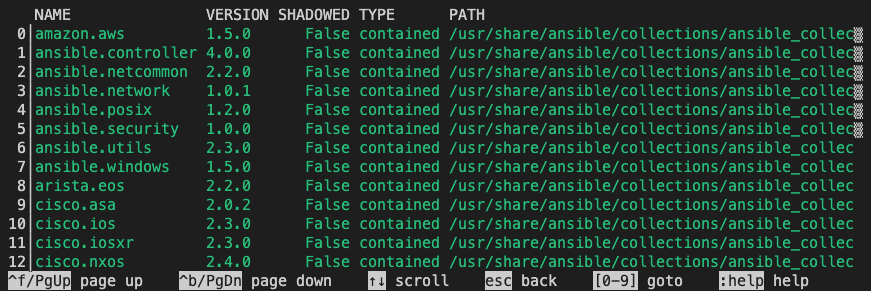 NAME VERSION SHADOWED TYPE PATH
0 amazon.aws 1.5.0 False contained /usr/share/ansible/collections/ansible_collec
1 ansible.controller 4.0.0 False contained /usr/share/ansible/collections/ansible_collec
2 ansible.netcommon 2.2.0 False contained /usr/share/ansible/collections/ansible_collec
3 ansible.network 1.0.1 False contained /usr/share/ansible/collections/ansible_collec
4 ansible.posix 1.2.0 False contained /usr/share/ansible/collections/ansible_collec
5 ansible.security 1.0.0 False contained /usr/share/ansible/collections/ansible_collec
6 ansible.utils 2.3.0 False contained /usr/share/ansible/collections/ansible_collec
7 ansible.windows 1.5.0 False contained /usr/share/ansible/collections/ansible_collec
8 arista.eos 2.2.0 False contained /usr/share/ansible/collections/ansible_collec
9 cisco.asa 2.0.2 False contained /usr/share/ansible/collections/ansible_collec
10 cisco.ios 2.3.0 False contained /usr/share/ansible/collections/ansible_collec
11 cisco.iosxr 2.3.0 False contained /usr/share/ansible/collections/ansible_collec
12 cisco.nxos 2.4.0 False contained /usr/share/ansible/collections/ansible_collec
^f/PgUp page up ^b/PgDn page down ↑↓ scroll esc back [0-9] goto :help help